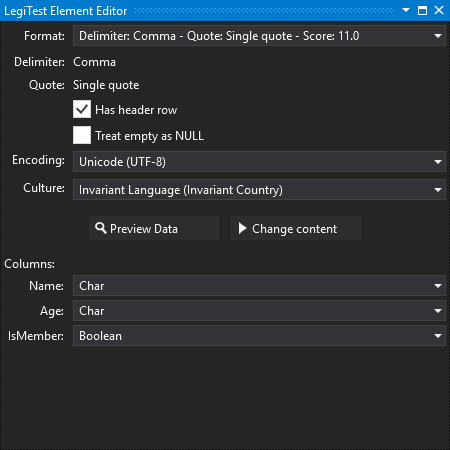 LegiTest Element Editor
Format: Delimiter: Comma - Quote: Single quote - Score: 11.0
Delimiter: Comma
Quote: Single quote
Has header row
Treat empty as NULL
Encoding: Unicode (UTF-8)
Culture: Invariant Language (Invariant Country)
Preview Data Change content
Columns:
Name: Char
Age: Char
IsMember: Boolean